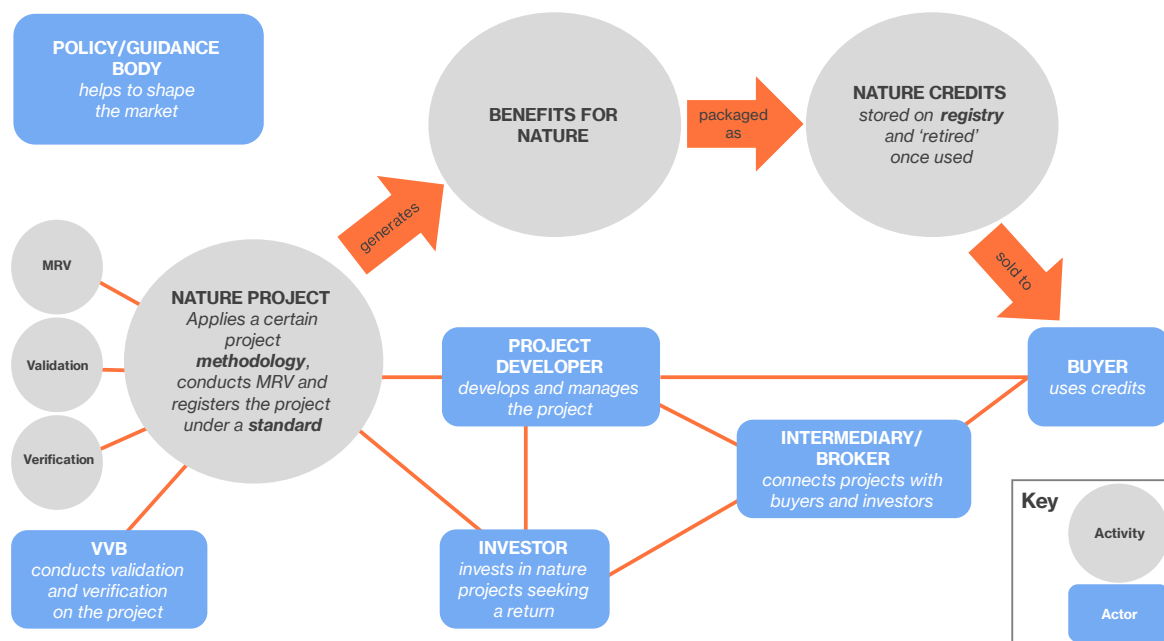 POLICY/GUIDANCE
BODY
helps to shape
the market
BENEFITS FOR
NATURE
packaged
as
NATURE CREDITS
stored on registry
and ‘retired’
once used
generates
sold to
MRV
Validation
Verification
NATURE PROJECT
Applies a certain
project
methodology,
conducts MRV and
registers the project
under a standard
PROJECT
DEVELOPER
develops and manages
the project
BUYER
uses credits
INTERMEDIARY/
BROKER
connects projects with
buyers and investors
VVB
conducts validation
and verification
on the project
INVESTOR
invests in nature
projects seeking
a return
Key
Activity
Actor